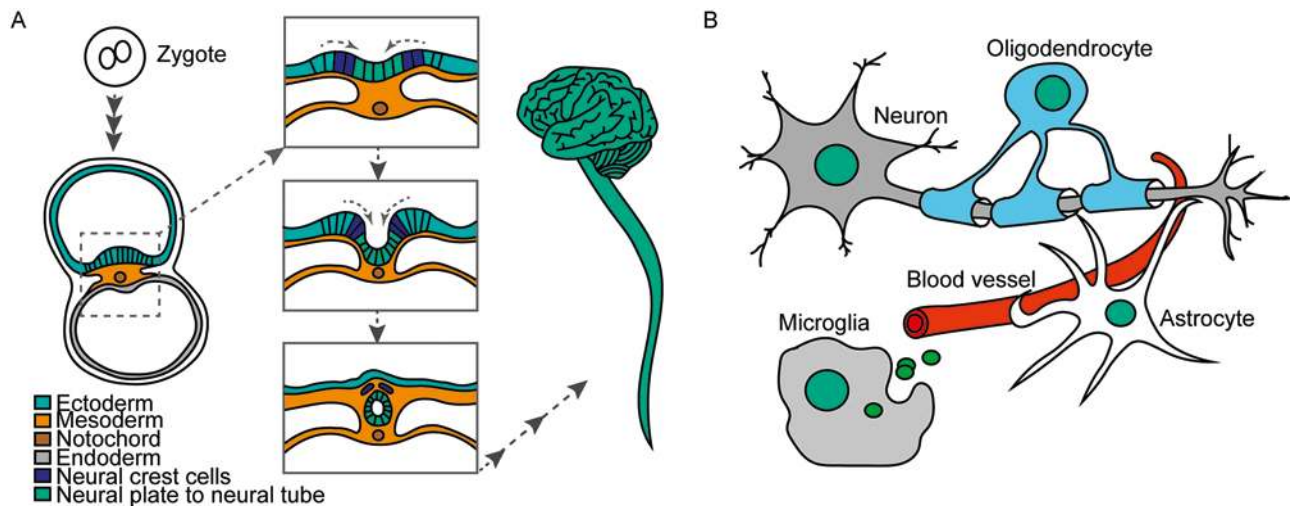 A
Zygote
Ectoderm
Mesoderm
Notochord
Endoderm
Neural crest cells
Neural plate to neural tube
B
Oligodendrocyte
Neuron
Blood vessel
Microglia
Astrocyte